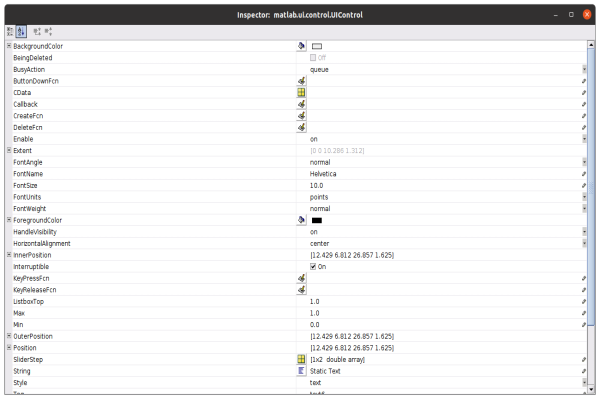 Inspector: matlab.ui.control.UIControl
BackgroundColor
BeingDeleted Off
BusyAction queue
ButtonDownFcn
CData
Callback
CreateFcn
DeleteFcn
Enable on
Extent [0 0 10.286 1.312]
FontAngle normal
FontName Helvetica
FontSize 10.0
FontUnits points
FontWeight normal
ForegroundColor
HandleVisibility on
HorizontalAlignment center
InnerPosition [12.429 6.812 26.857 1.625]
Interruptible On
KeyPressFcn
KeyReleaseFcn
ListboxTop 1.0
Max 1.0
Min 0.0
OuterPosition [12.429 6.812 26.857 1.625]
Position [12.429 6.812 26.857 1.625]
SliderStep [1x2 double array]
String Static Text
Style text